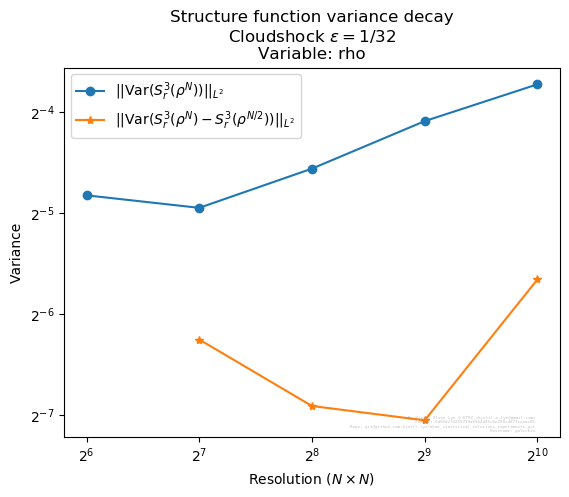 Structure function variance decay
Cloudshock ε = 1/32
Variable: rho
||Var(S_r^3(ρ^N))||_{L^2}
||Var(S_r^3(ρ^N) − S_r^3(ρ^{N/2}))||_{L^2}
Variance
2^{-4}
2^{-5}
2^{-6}
2^{-7}
2^6
2^7
2^8
2^9
2^{10}
Resolution (N × N)